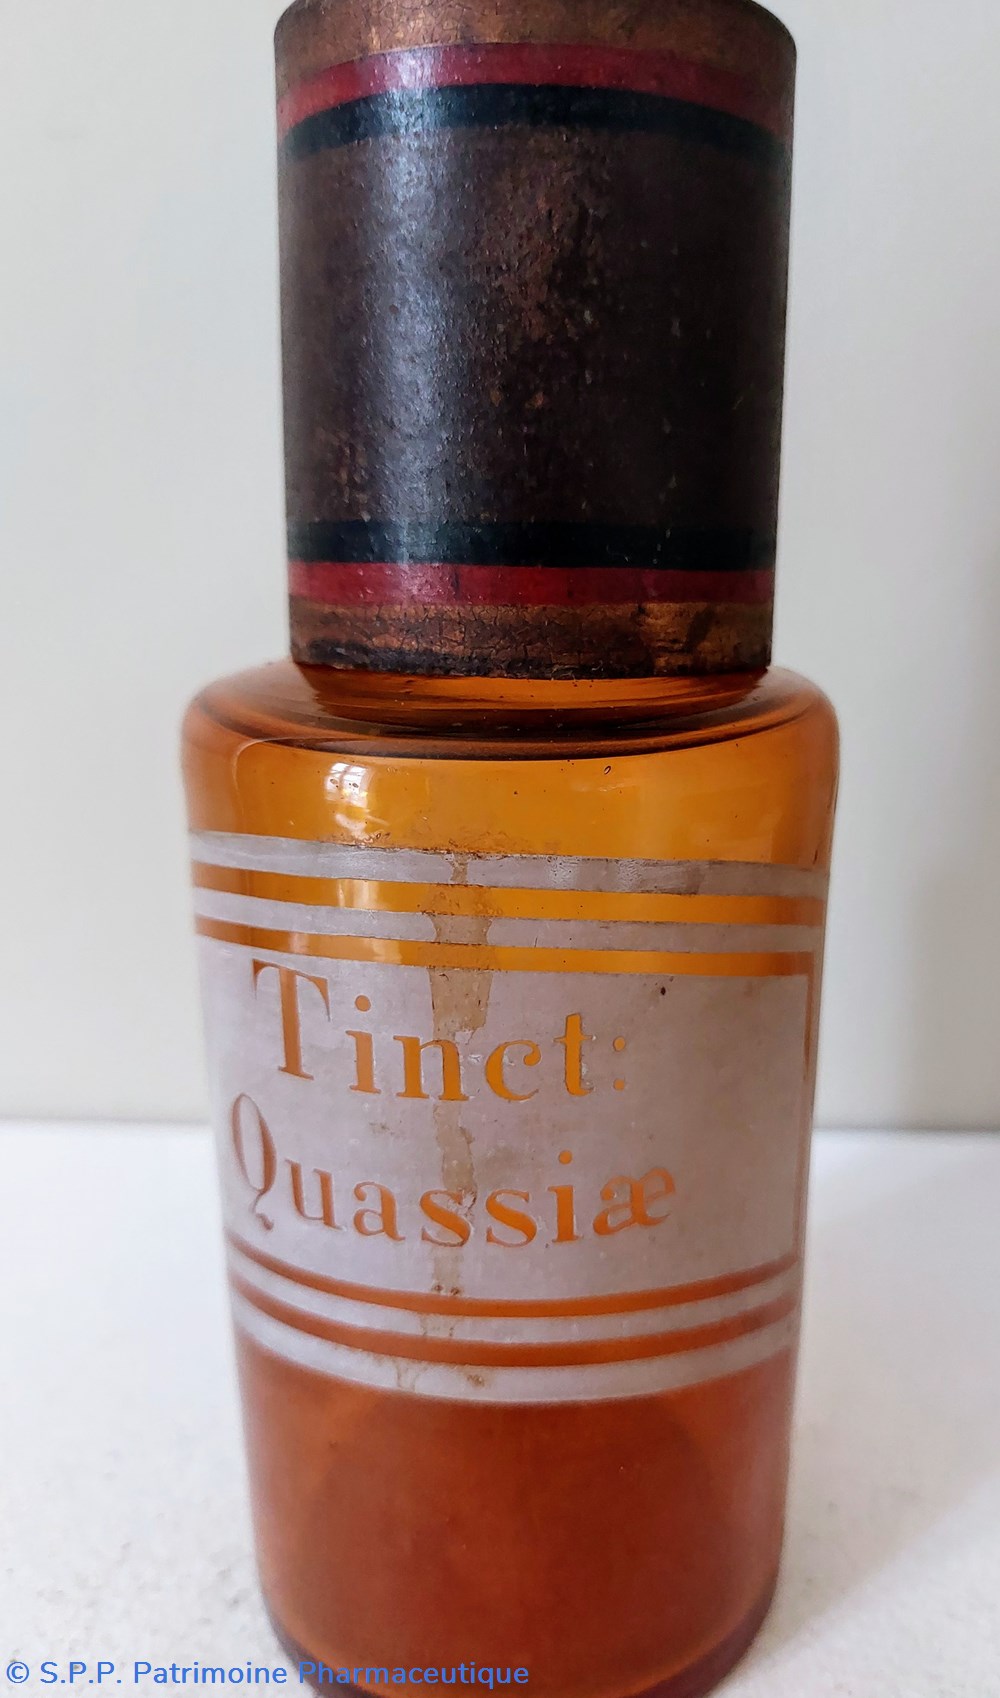 Tinct:
Quassiæ
© S.P.P. Patrimoine Pharmaceutique